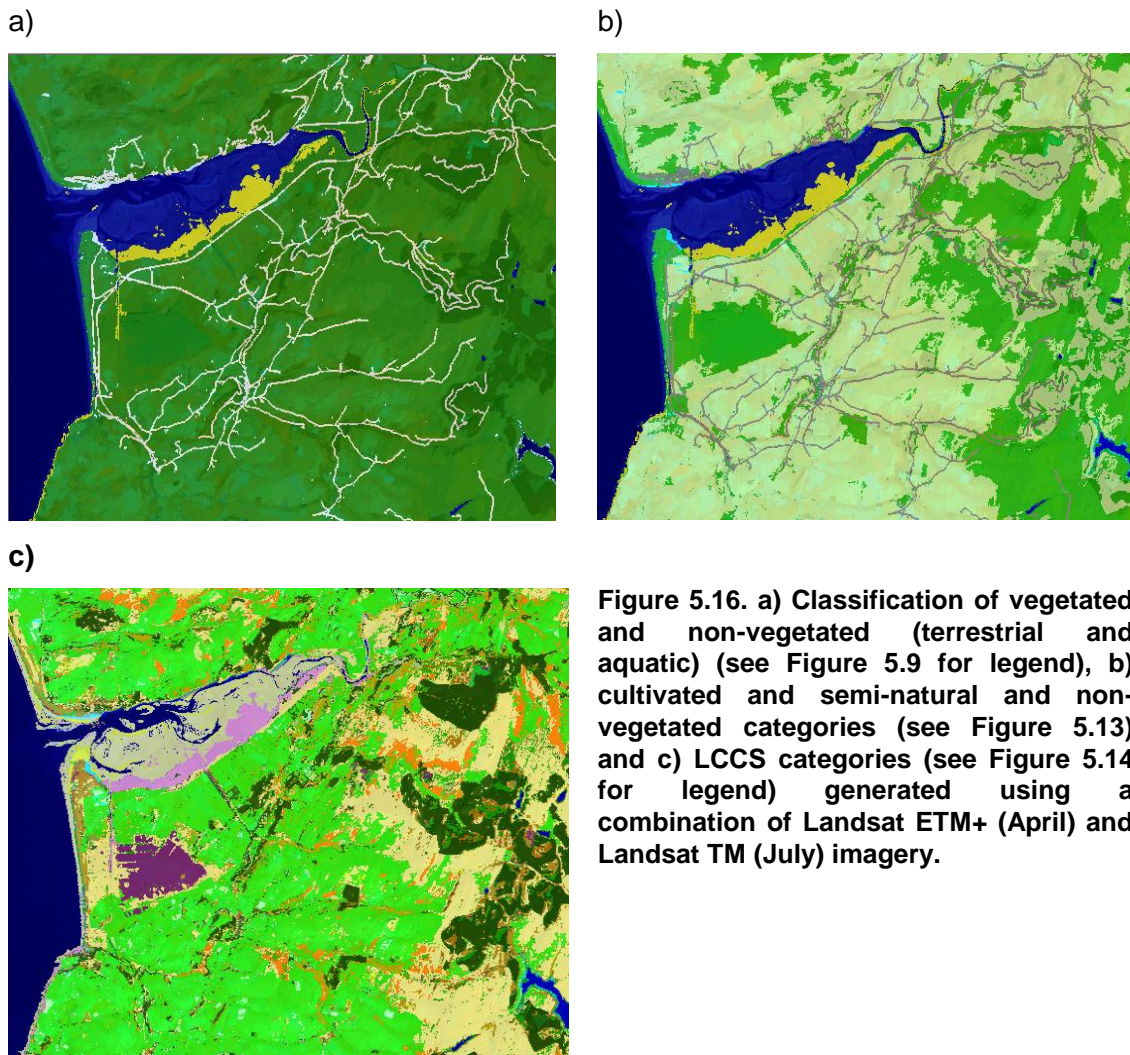 a)
b)
c)
Figure 5.16. a) Classification of vegetated
and non-vegetated (terrestrial and
aquatic) (see Figure 5.9 for legend), b)
cultivated and semi-natural and non-
vegetated categories (see Figure 5.13)
and c) LCCS categories (see Figure 5.14
for legend) generated using a
combination of Landsat ETM+ (April) and
Landsat TM (July) imagery.